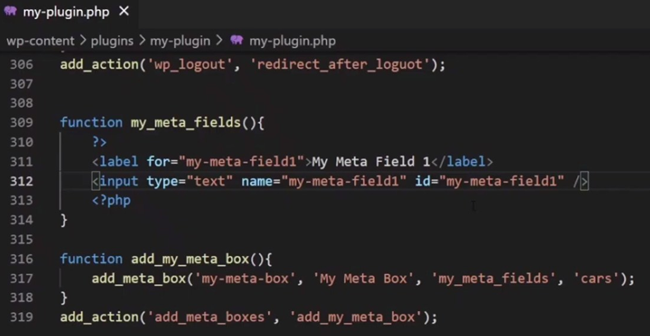 my-plugin.php ×
wp-content > plugins > my-plugin > my-plugin.php
306 add_action('wp_logout', 'redirect_after_loguot');
307
308
309 function my_meta_fields(){
310 ?>
311 <label for="my-meta-field1">My Meta Field 1</label>
312 <input type="text" name="my-meta-field1" id="my-meta-field1" />
313 <?php
314 }
315
316 function add_my_meta_box(){
317 add_meta_box('my-meta-box', 'My Meta Box', 'my_meta_fields', 'cars');
318 }
319 add_action('add_meta_boxes', 'add_my_meta_box');